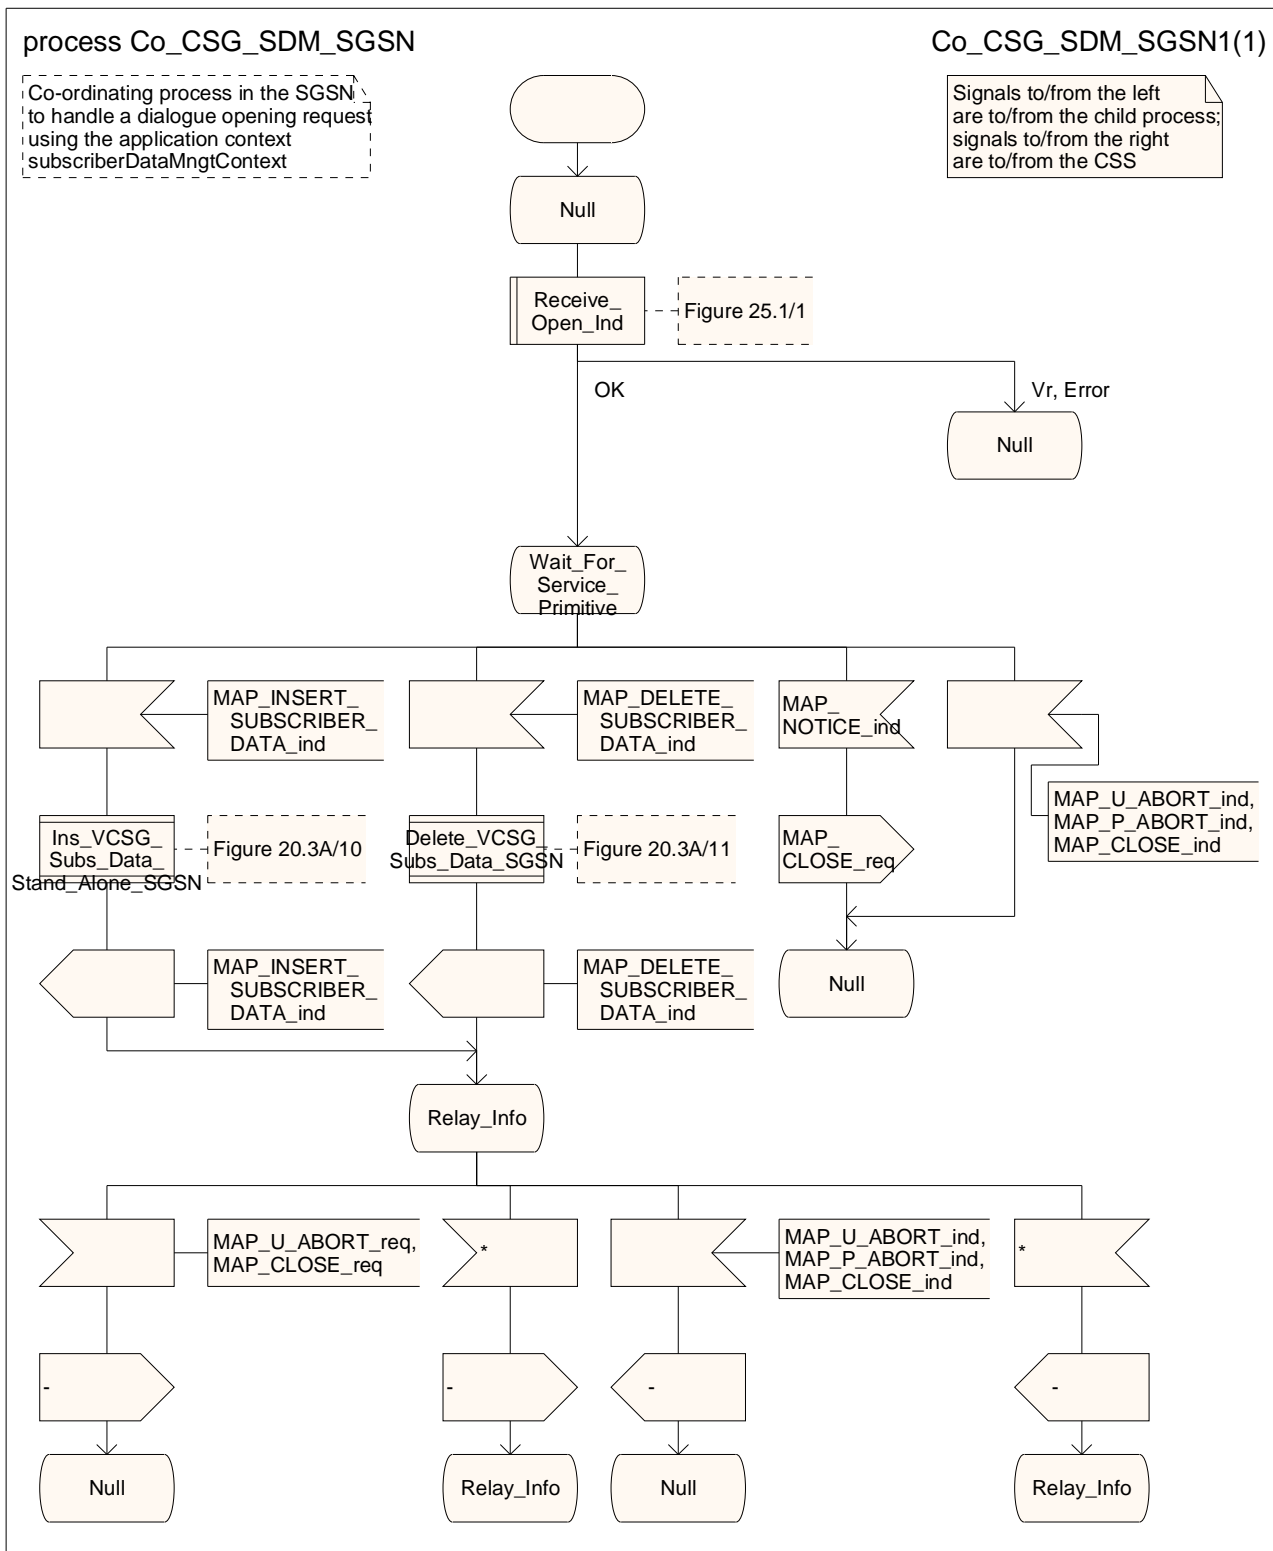 process Co_CSG_SDM_SGSN
Co_CSG_SDM_SGSN1(1)
Co-ordinating process in the SGSN
to handle a dialogue opening request
using the application context
subscriberDataMngtContext
Signals to/from the left
are to/from the child process;
signals to/from the right
are to/from the CSS
Null
Receive_
Open_Ind
Figure 25.1/1
OK
Vr, Error
Null
Wait_For_
Service_
Primitive
MAP_INSERT_
SUBSCRIBER_
DATA_ind
MAP_DELETE_
SUBSCRIBER_
DATA_ind
MAP_
NOTICE_ind
MAP_U_ABORT_ind,
MAP_P_ABORT_ind,
MAP_CLOSE_ind
Ins_VCSG_
Subs_Data_
Stand_Alone_SGSN
Figure 20.3A/10
Delete_VCSG_
Subs_Data_SGSN
Figure 20.3A/11
MAP_
CLOSE_req
MAP_INSERT_
SUBSCRIBER_
DATA_ind
MAP_DELETE_
SUBSCRIBER_
DATA_ind
Null
Relay_Info
MAP_U_ABORT_req,
MAP_CLOSE_req
*
MAP_U_ABORT_ind,
MAP_P_ABORT_ind,
MAP_CLOSE_ind
*
-
-
-
-
Null
Relay_Info
Null
Relay_Info